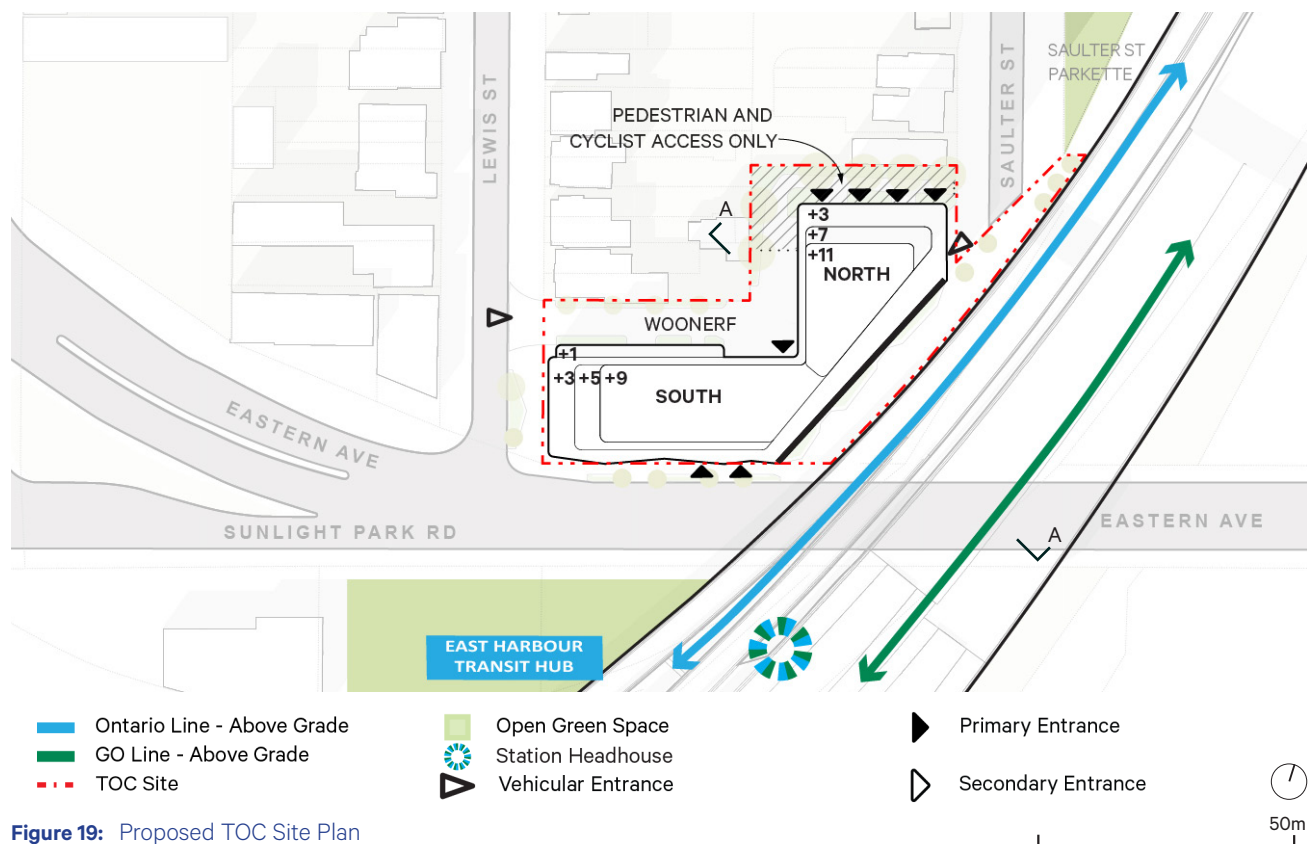 SAULTER ST
PARKETTE
SAULTER ST
LEWIS ST
PEDESTRIAN AND
CYCLIST ACCESS ONLY
A
+3
+7
+11
NORTH
WOONERF
+1
+3 +5 +9
SOUTH
EASTERN AVE
SUNLIGHT PARK RD
EASTERN AVE
A
EAST HARBOUR
TRANSIT HUB
Ontario Line - Above Grade
GO Line - Above Grade
TOC Site
Open Green Space
Station Headhouse
Vehicular Entrance
Primary Entrance
Secondary Entrance
50m
Figure 19: Proposed TOC Site Plan